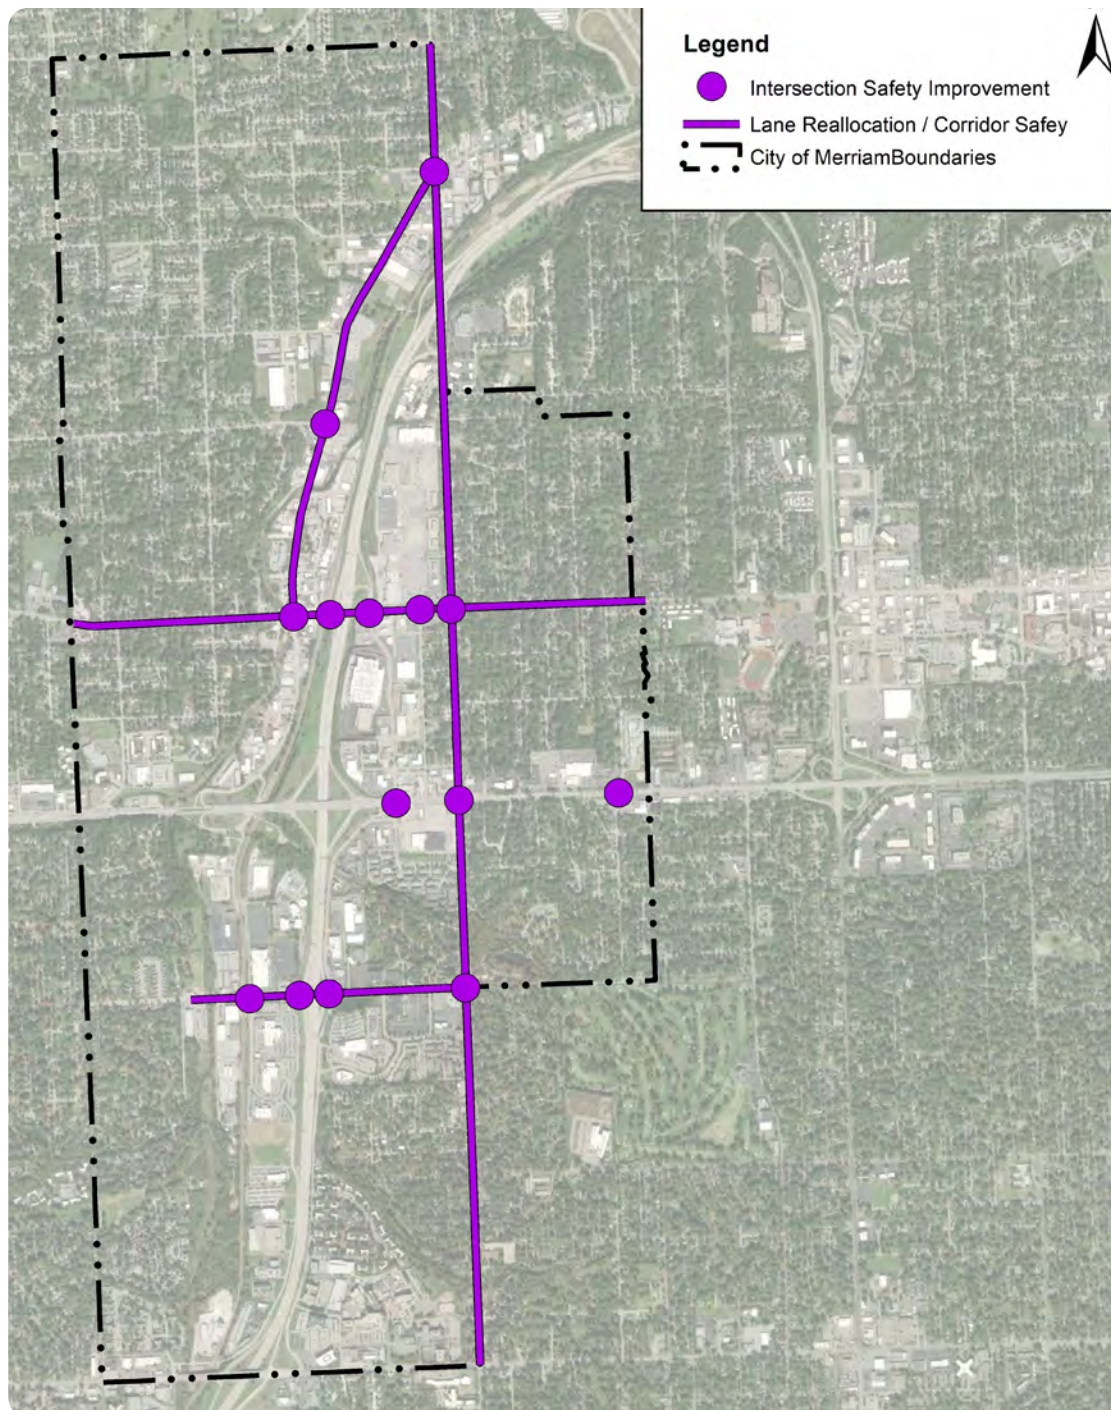 Legend
Intersection Safety Improvement
Lane Reallocation / Corridor Safey
City of MerriamBoundaries